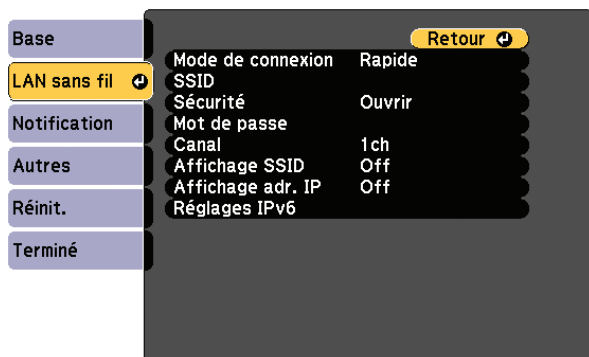 Base
LAN sans fil
Notification
Autres
Réinit.
Terminé
Retour
Mode de connexion Rapide
SSID
Sécurité Ouvrir
Mot de passe
Canal 1ch
Affichage SSID Off
Affichage adr. IP Off
Réglages IPv6